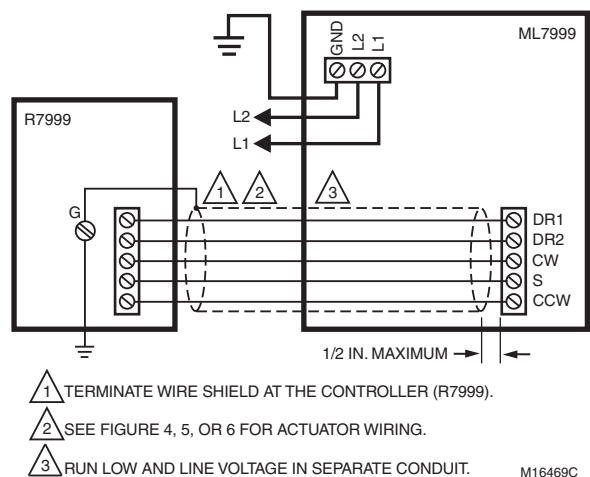 ML7999
GND
L2
L1
L2
L1
R7999
G
1
2
3
DR1
DR2
CW
S
CCW
1/2 IN. MAXIMUM
1 TERMINATE WIRE SHIELD AT THE CONTROLLER (R7999).
2 SEE FIGURE 4, 5, OR 6 FOR ACTUATOR WIRING.
3 RUN LOW AND LINE VOLTAGE IN SEPARATE CONDUIT.
M16469C